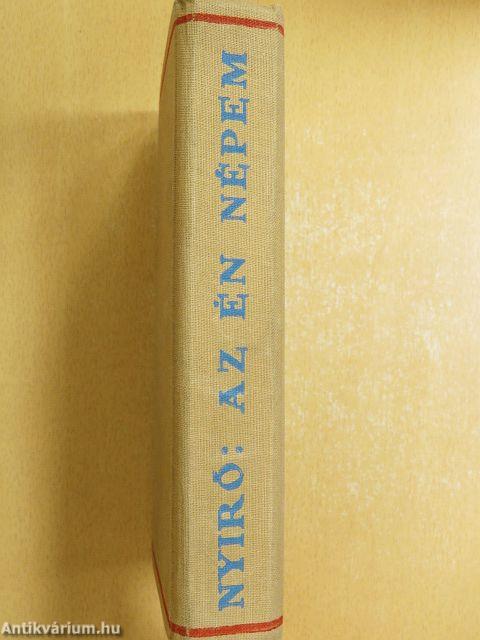 NYIRŐ: AZ ÉN NÉPEM
Antikvárium.hu